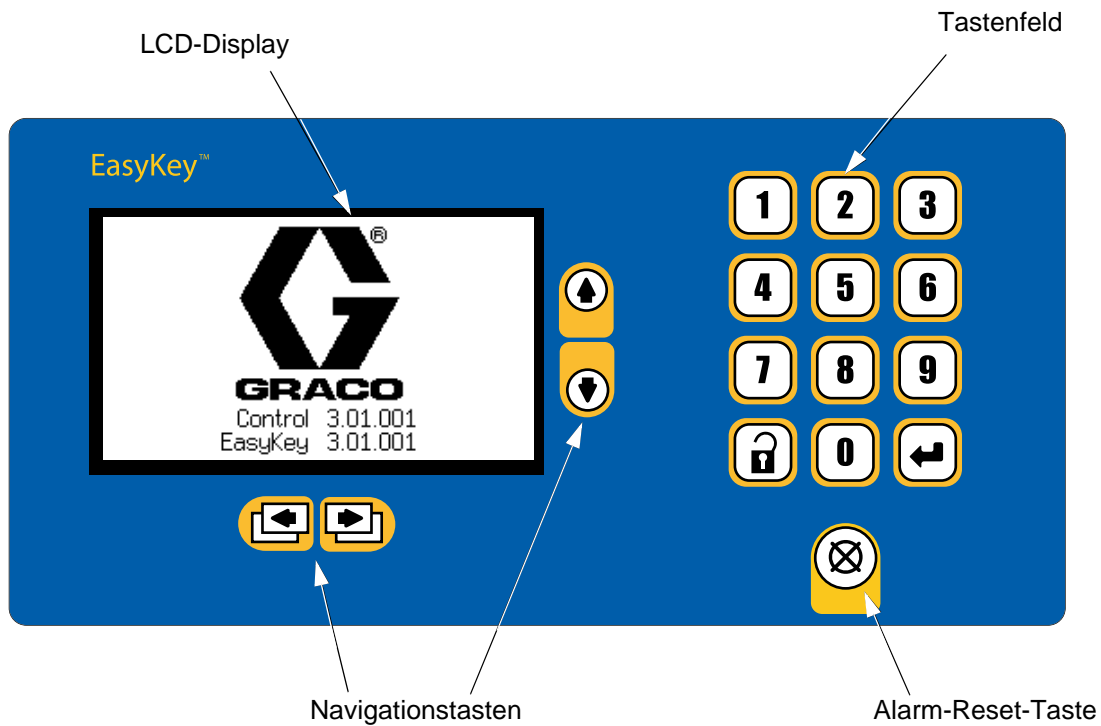 LCD-Display
Tastenfeld
EasyKey™
®
GRACO
Control 3.01.001
EasyKey 3.01.001
1 2 3
4 5 6
7 8 9
0
Navigationstasten
Alarm-Reset-Taste